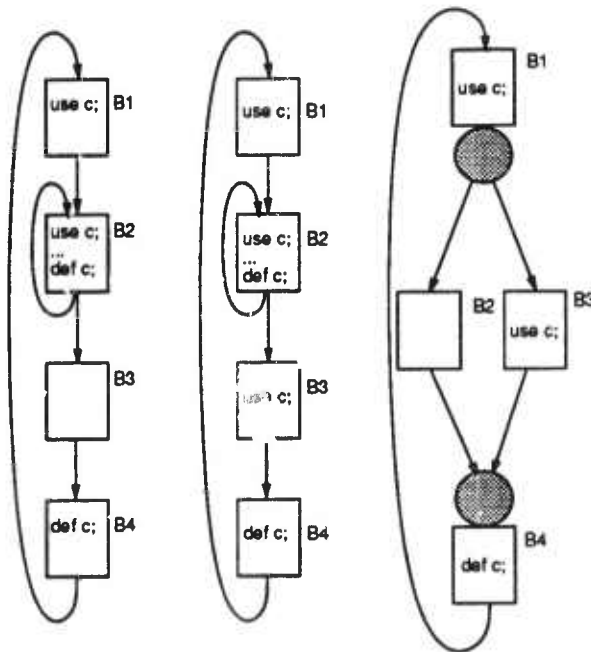 use c; B1
use c; B2
...
def c;
B3
def c; B4
use c; B1
use c; B2
...
def c;
use c; B3
def c; B4
B1
use c;
B2
B3
use c;
B4
def c;